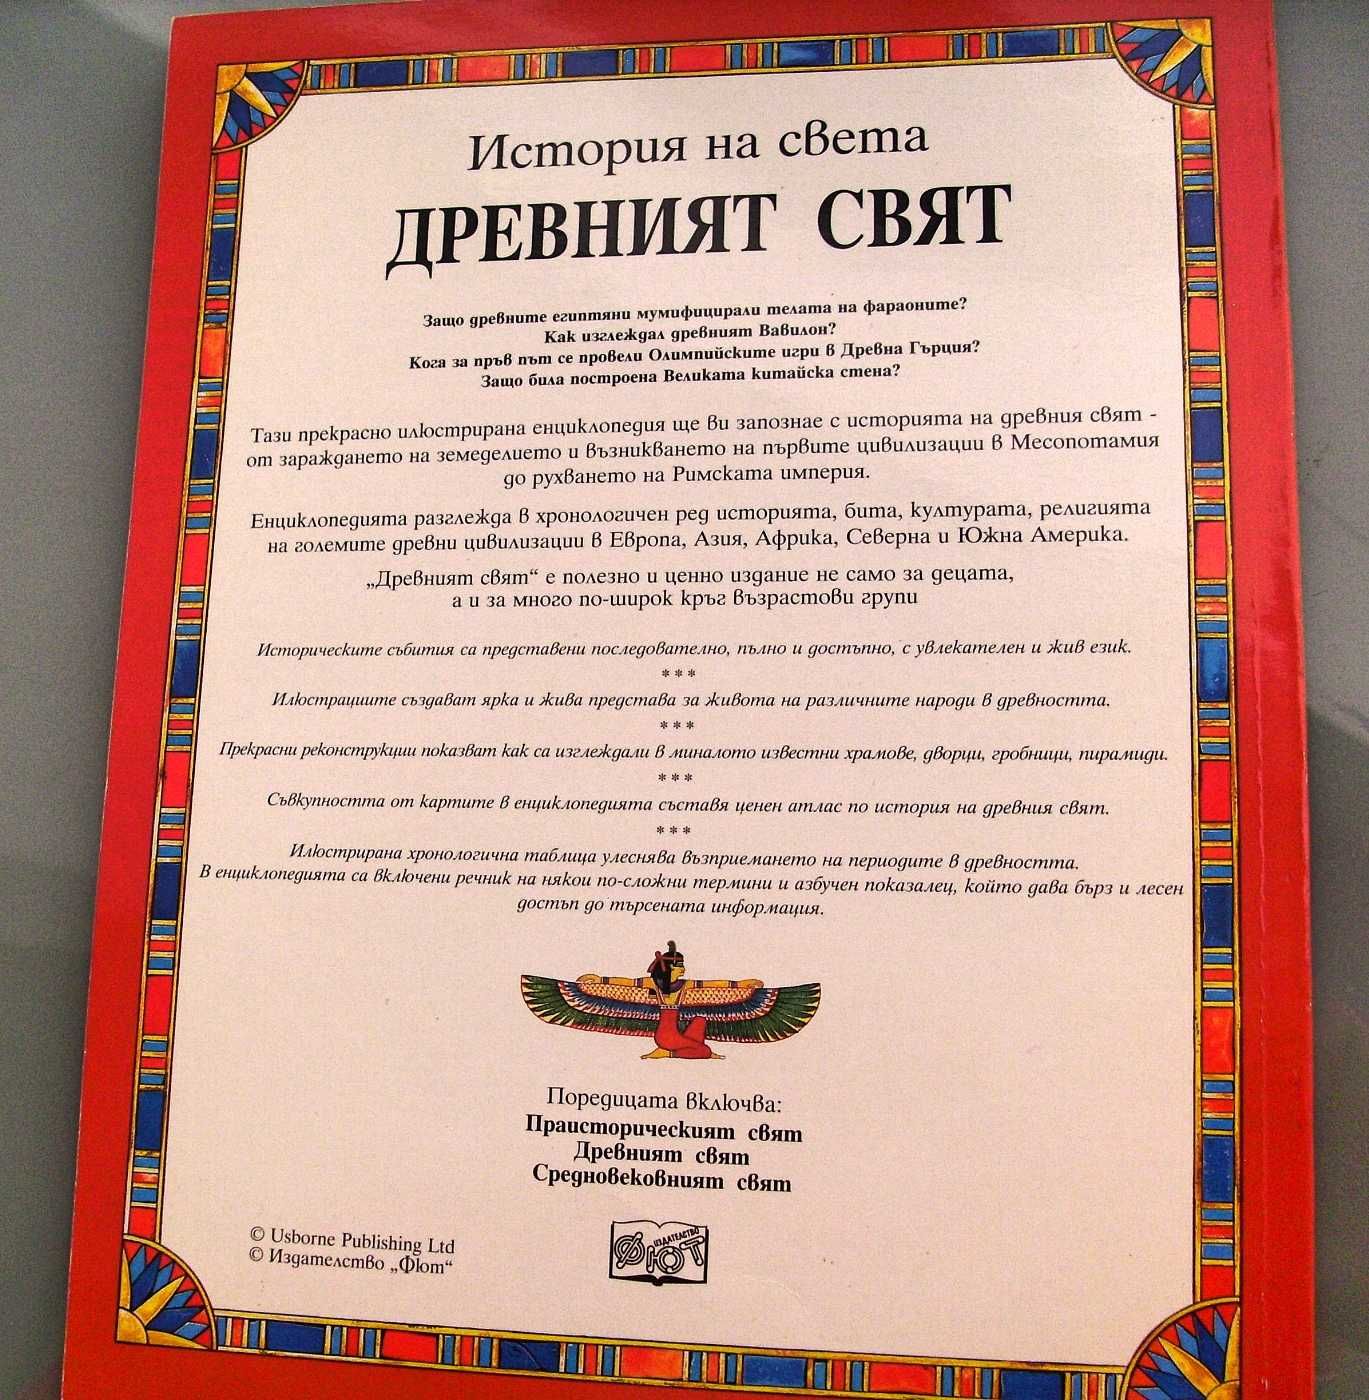 История на света
ДРЕВНИЯТ СВЯТ
Защо древните египтяни мумифицирали телата на фараоните?
Как изглеждал древният Вавилон?
Кога за пръв път се провели Олимпийските игри в Древна Гърция?
Защо била построена Великата китайска стена?
Тази прекрасно илюстрирана енциклопедия ще ви запознае с историята на древния свят -
от зараждането на земеделието и възникването на първите цивилизации в Месопотамия
до рухването на Римската империя.
Енциклопедията разглежда в хронологичен ред историята, бита, културата, религията
на големите древни цивилизации в Европа, Азия, Африка, Северна и Южна Америка.
„Древният свят“ е полезно и ценно издание не само за децата,
а и за много по-широк кръг възрастови групи
Историческите събития са представени последователно, пълно и достъпно, с увлекателен и жив език.
* * *
Илюстрациите създават ярка и жива представа за живота на различните народи в древността.
* * *
Прекрасни реконструкции показват как са изглеждали в миналото известни храмове, дворци, гробници, пирамиди.
* * *
Съвкупността от картите в енциклопедията съставя ценен атлас по история на древния свят.
* * *
Илюстрирана хронологична таблица улеснява възприемането на периодите в древността.
В енциклопедията са включени речник на някои по-сложни термини и азбучен показалец, който дава бърз и лесен
достъп до търсената информация.
Поредицата включва:
Праисторическият свят
Древният свят
Средновековният свят
© Usborne Publishing Ltd
© Издателство „Фют“
ИЗДАТЕЛСТВО
ФЮТ